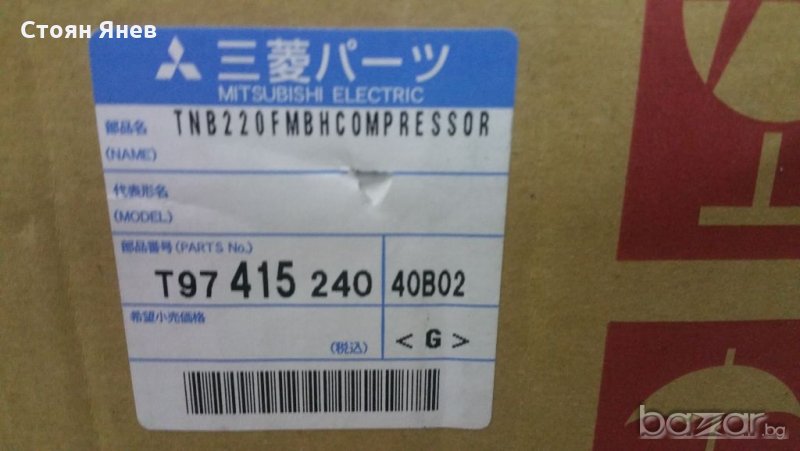 Стоян Янев
三菱パーツ
MITSUBISHI ELECTRIC
部品名 TNB220FMBHCOMPRESSOR
(NAME)
代表形名
(MODEL)
部品番号(PARTS No.)
T97 415 240 40B02
希望小売価格
(税込) <G>
bazar.bg